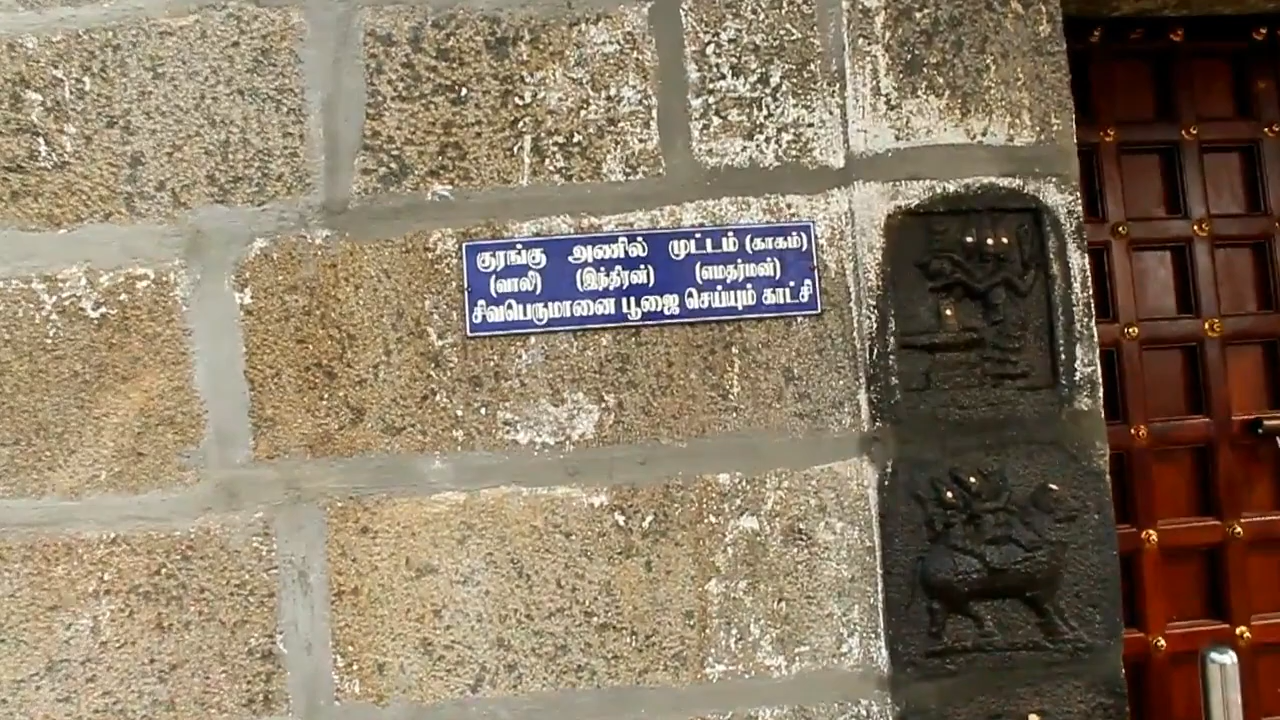 குரங்கு அணில் முட்டம் (காகம்)
(வாலி) (இந்திரன்) (எமதர்மன்)
சிவபெருமானை பூஜை செய்யும் காட்சி